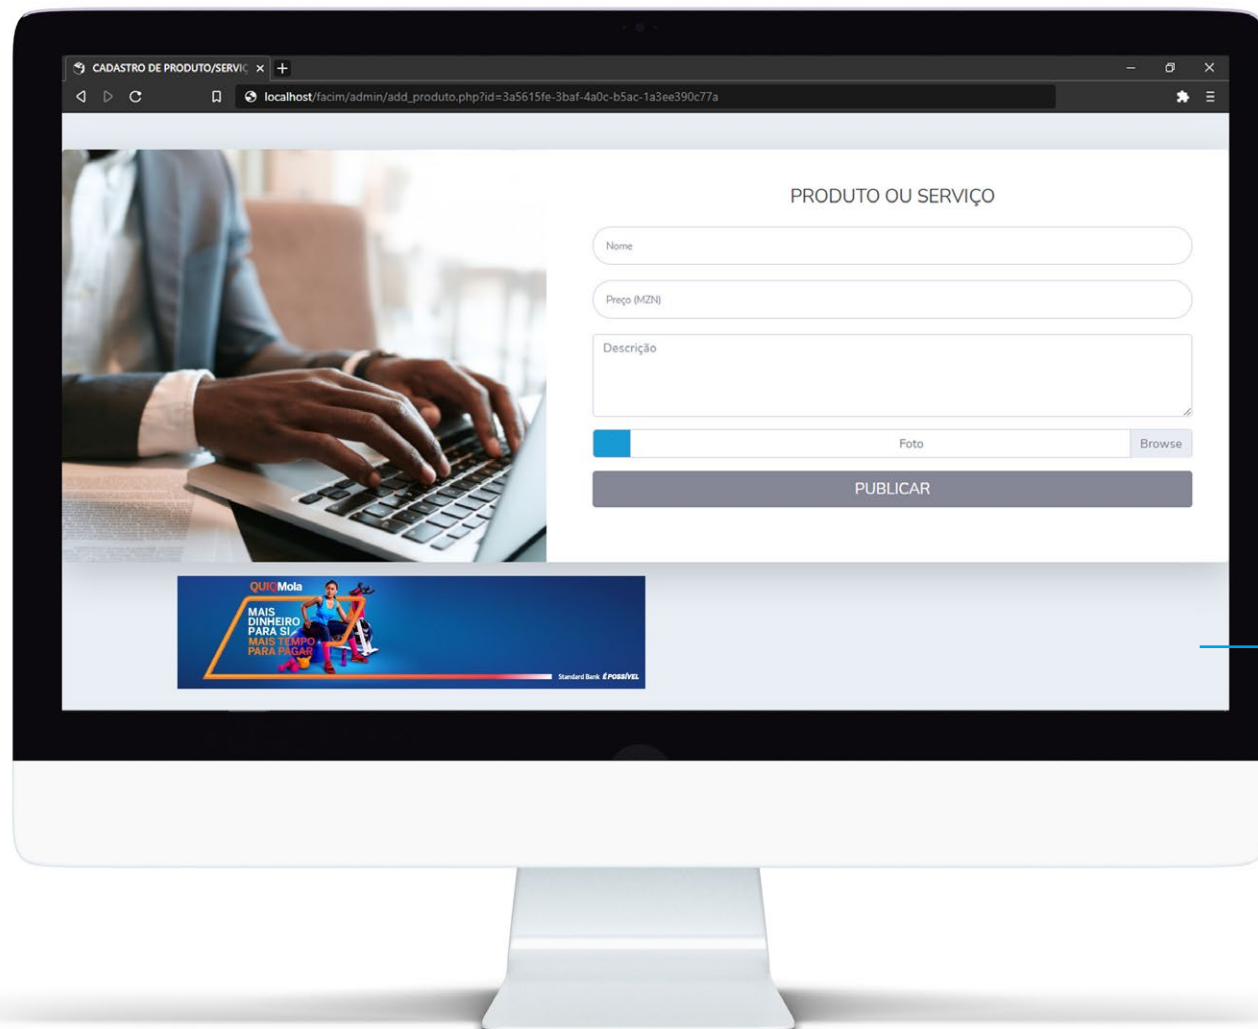 CADASTRO DE PRODUTO/SERVIÇ
localhost/facim/admin/add_produto.php?id=3a5615fe-3baf-4a0c-b5ac-1a3ee390c77a
PRODUTO OU SERVIÇO
Nome
Preço (MZN)
Descrição
Foto
Browse
PUBLICAR
QUIQMola
MAIS
DINHEIRO
PARA SI
MAIS TEMPO
PARA PAGAR
Standard Bank É POSSÍVEL